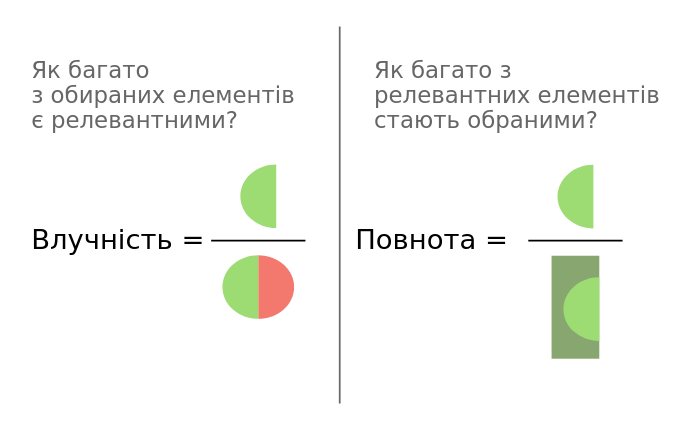 Як багато
з обираних елементів
є релевантними?
Влучність =
Як багато з
релевантних елементів
стають обраними?
Повнота =